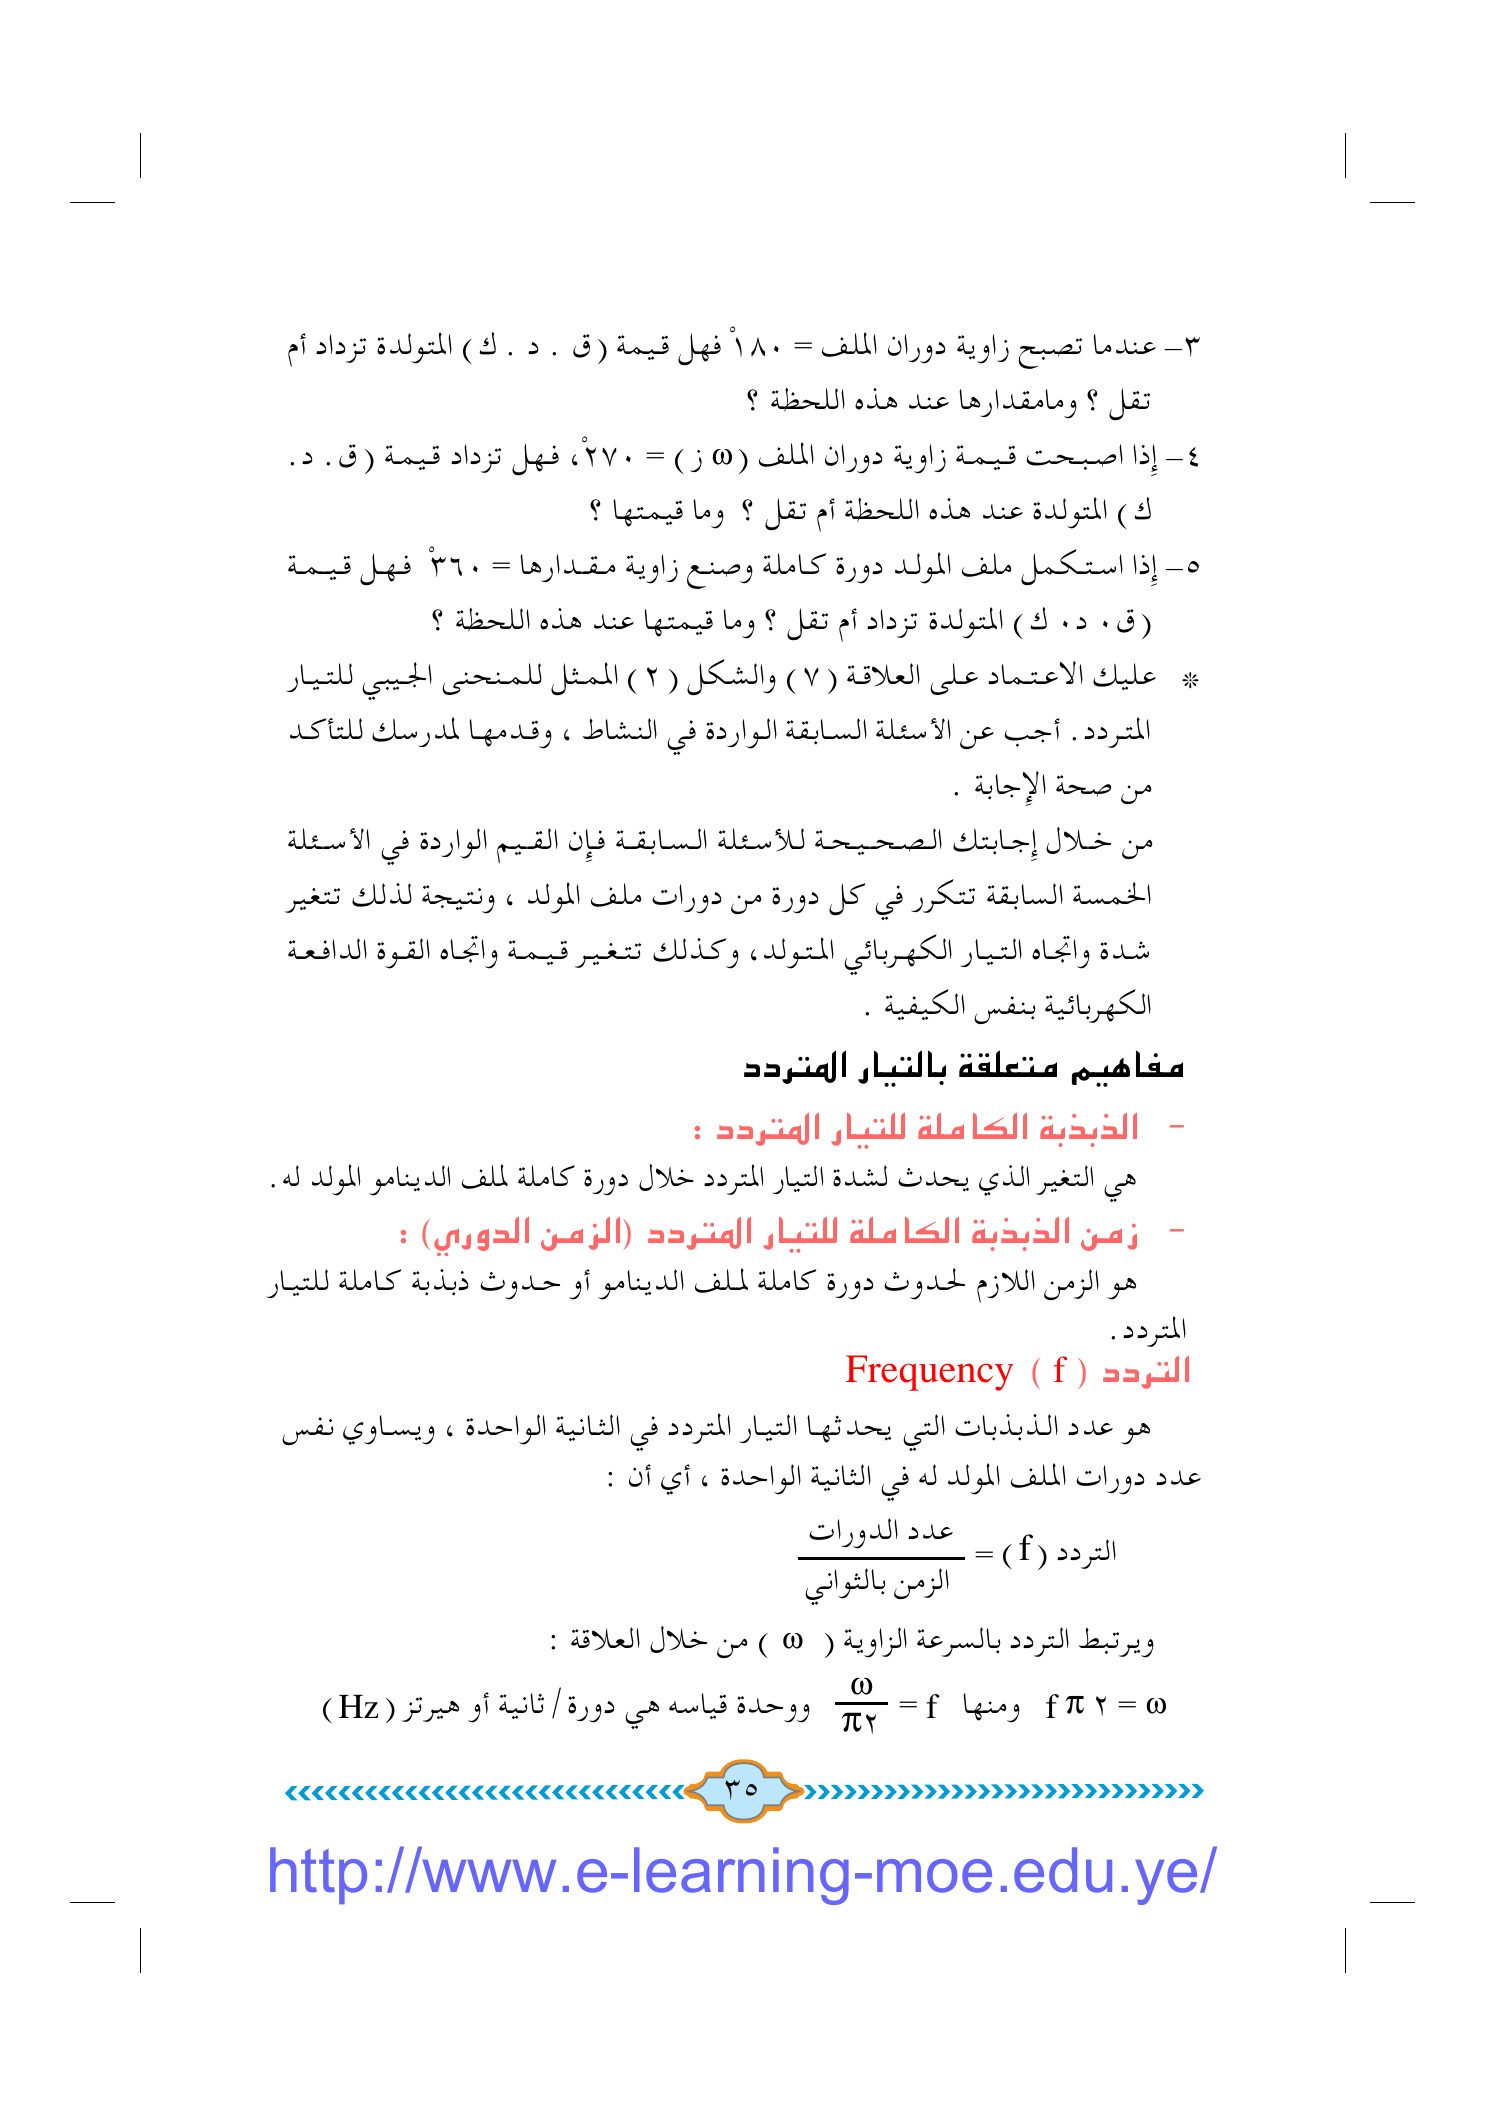 ٣– عندما تصبح زاوية دوران الملف = ١٨٠ْ فهل قيمة (ق . د . ك) المتولدة تزداد أم
تقل ؟ ومامقدارها عند هذه اللحظة ؟
٤– إِذا اصبحت قيمة زاوية دوران الملف (ω ز) = ٢٧٠ْ، فهل تزداد قيمة (ق. د.
ك) المتولدة عند هذه اللحظة أم تقل ؟ وما قيمتها ؟
٥– إِذا استكمل ملف المولد دورة كاملة وصنع زاوية مقدارها = ٣٦٠ْ فهل قيمة
(ق٠ د٠ ك) المتولدة تزداد أم تقل ؟ وما قيمتها عند هذه اللحظة ؟
❊ عليك الاعتماد على العلاقة (٧) والشكل (٢) الممثل للمنحنى الجيبي للتيار
المتردد. أجب عن الأسئلة السابقة الواردة في النشاط ، وقدمها لمدرسك للتأكد
من صحة الإِجابة .
من خلال إِجابتك الصحيحة للأسئلة السابقة فإِن القيم الواردة في الأسئلة
الخمسة السابقة تتكرر في كل دورة من دورات ملف المولد ، ونتيجة لذلك تتغير
شدة واتجاه التيار الكهربائي المتولد، وكذلك تتغير قيمة واتجاه القوة الدافعة
الكهربائية بنفس الكيفية .
مفاهيم متعلقة بالتيار المتردد
- الذبذبة الكاملة للتيار المتردد :
هي التغير الذي يحدث لشدة التيار المتردد خلال دورة كاملة لملف الدينامو المولد له.
- زمن الذبذبة الكاملة للتيار المتردد (الزمن الدوري) :
هو الزمن اللازم لحدوث دورة كاملة لملف الدينامو أو حدوث ذبذبة كاملة للتيار
المتردد.
التردد ( f ) Frequency
هو عدد الذبذبات التي يحدثها التيار المتردد في الثانية الواحدة ، ويساوي نفس
عدد دورات الملف المولد له في الثانية الواحدة ، أي أن :
عدد الدورات
التردد (f) =
الزمن بالثواني
ويرتبط التردد بالسرعة الزاوية ( ω ) من خلال العلاقة :
ω = ٢ π f ومنها f = ω / ٢π ووحدة قياسه هي دورة/ ثانية أو هيرتز (Hz)
٣٥
http://www.e-learning-moe.edu.ye/